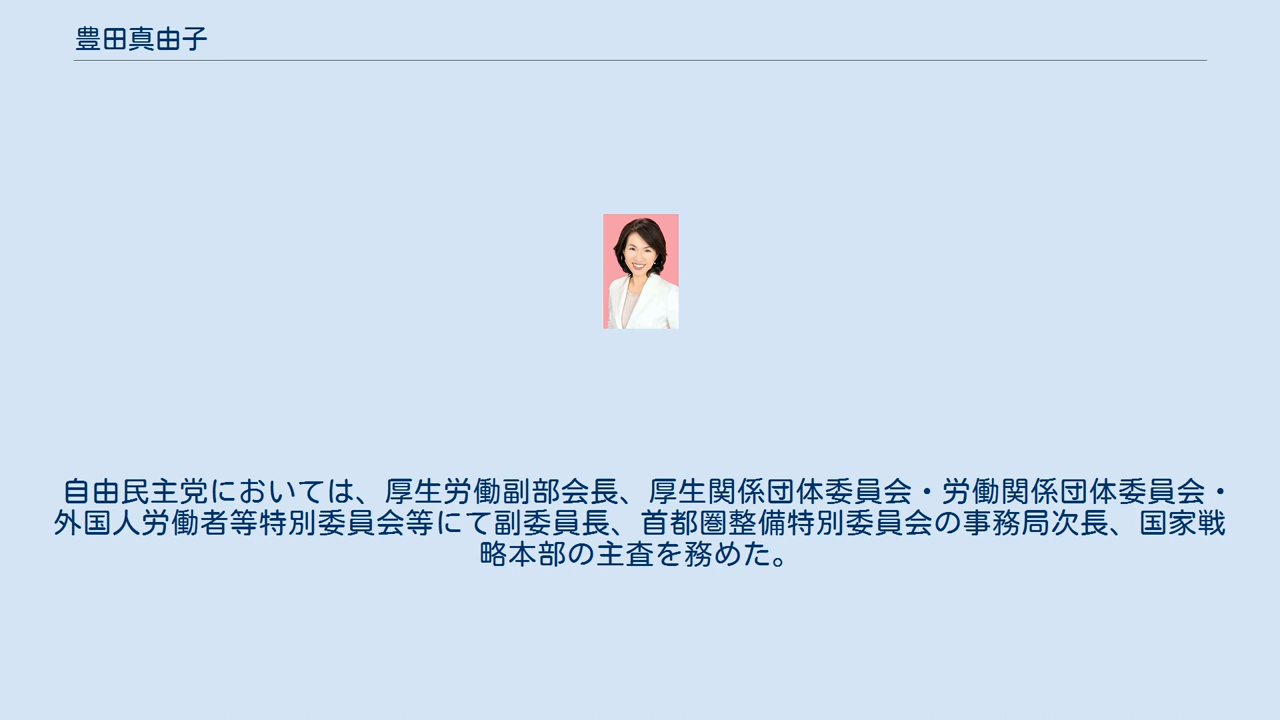 豊田真由子
自由民主党においては、厚生労働副部会長、厚生関係団体委員会・労働関係団体委員会・
外国人労働者等特別委員会等にて副委員長、首都圏整備特別委員会の事務局次長、国家戦
略本部の主査を務めた。